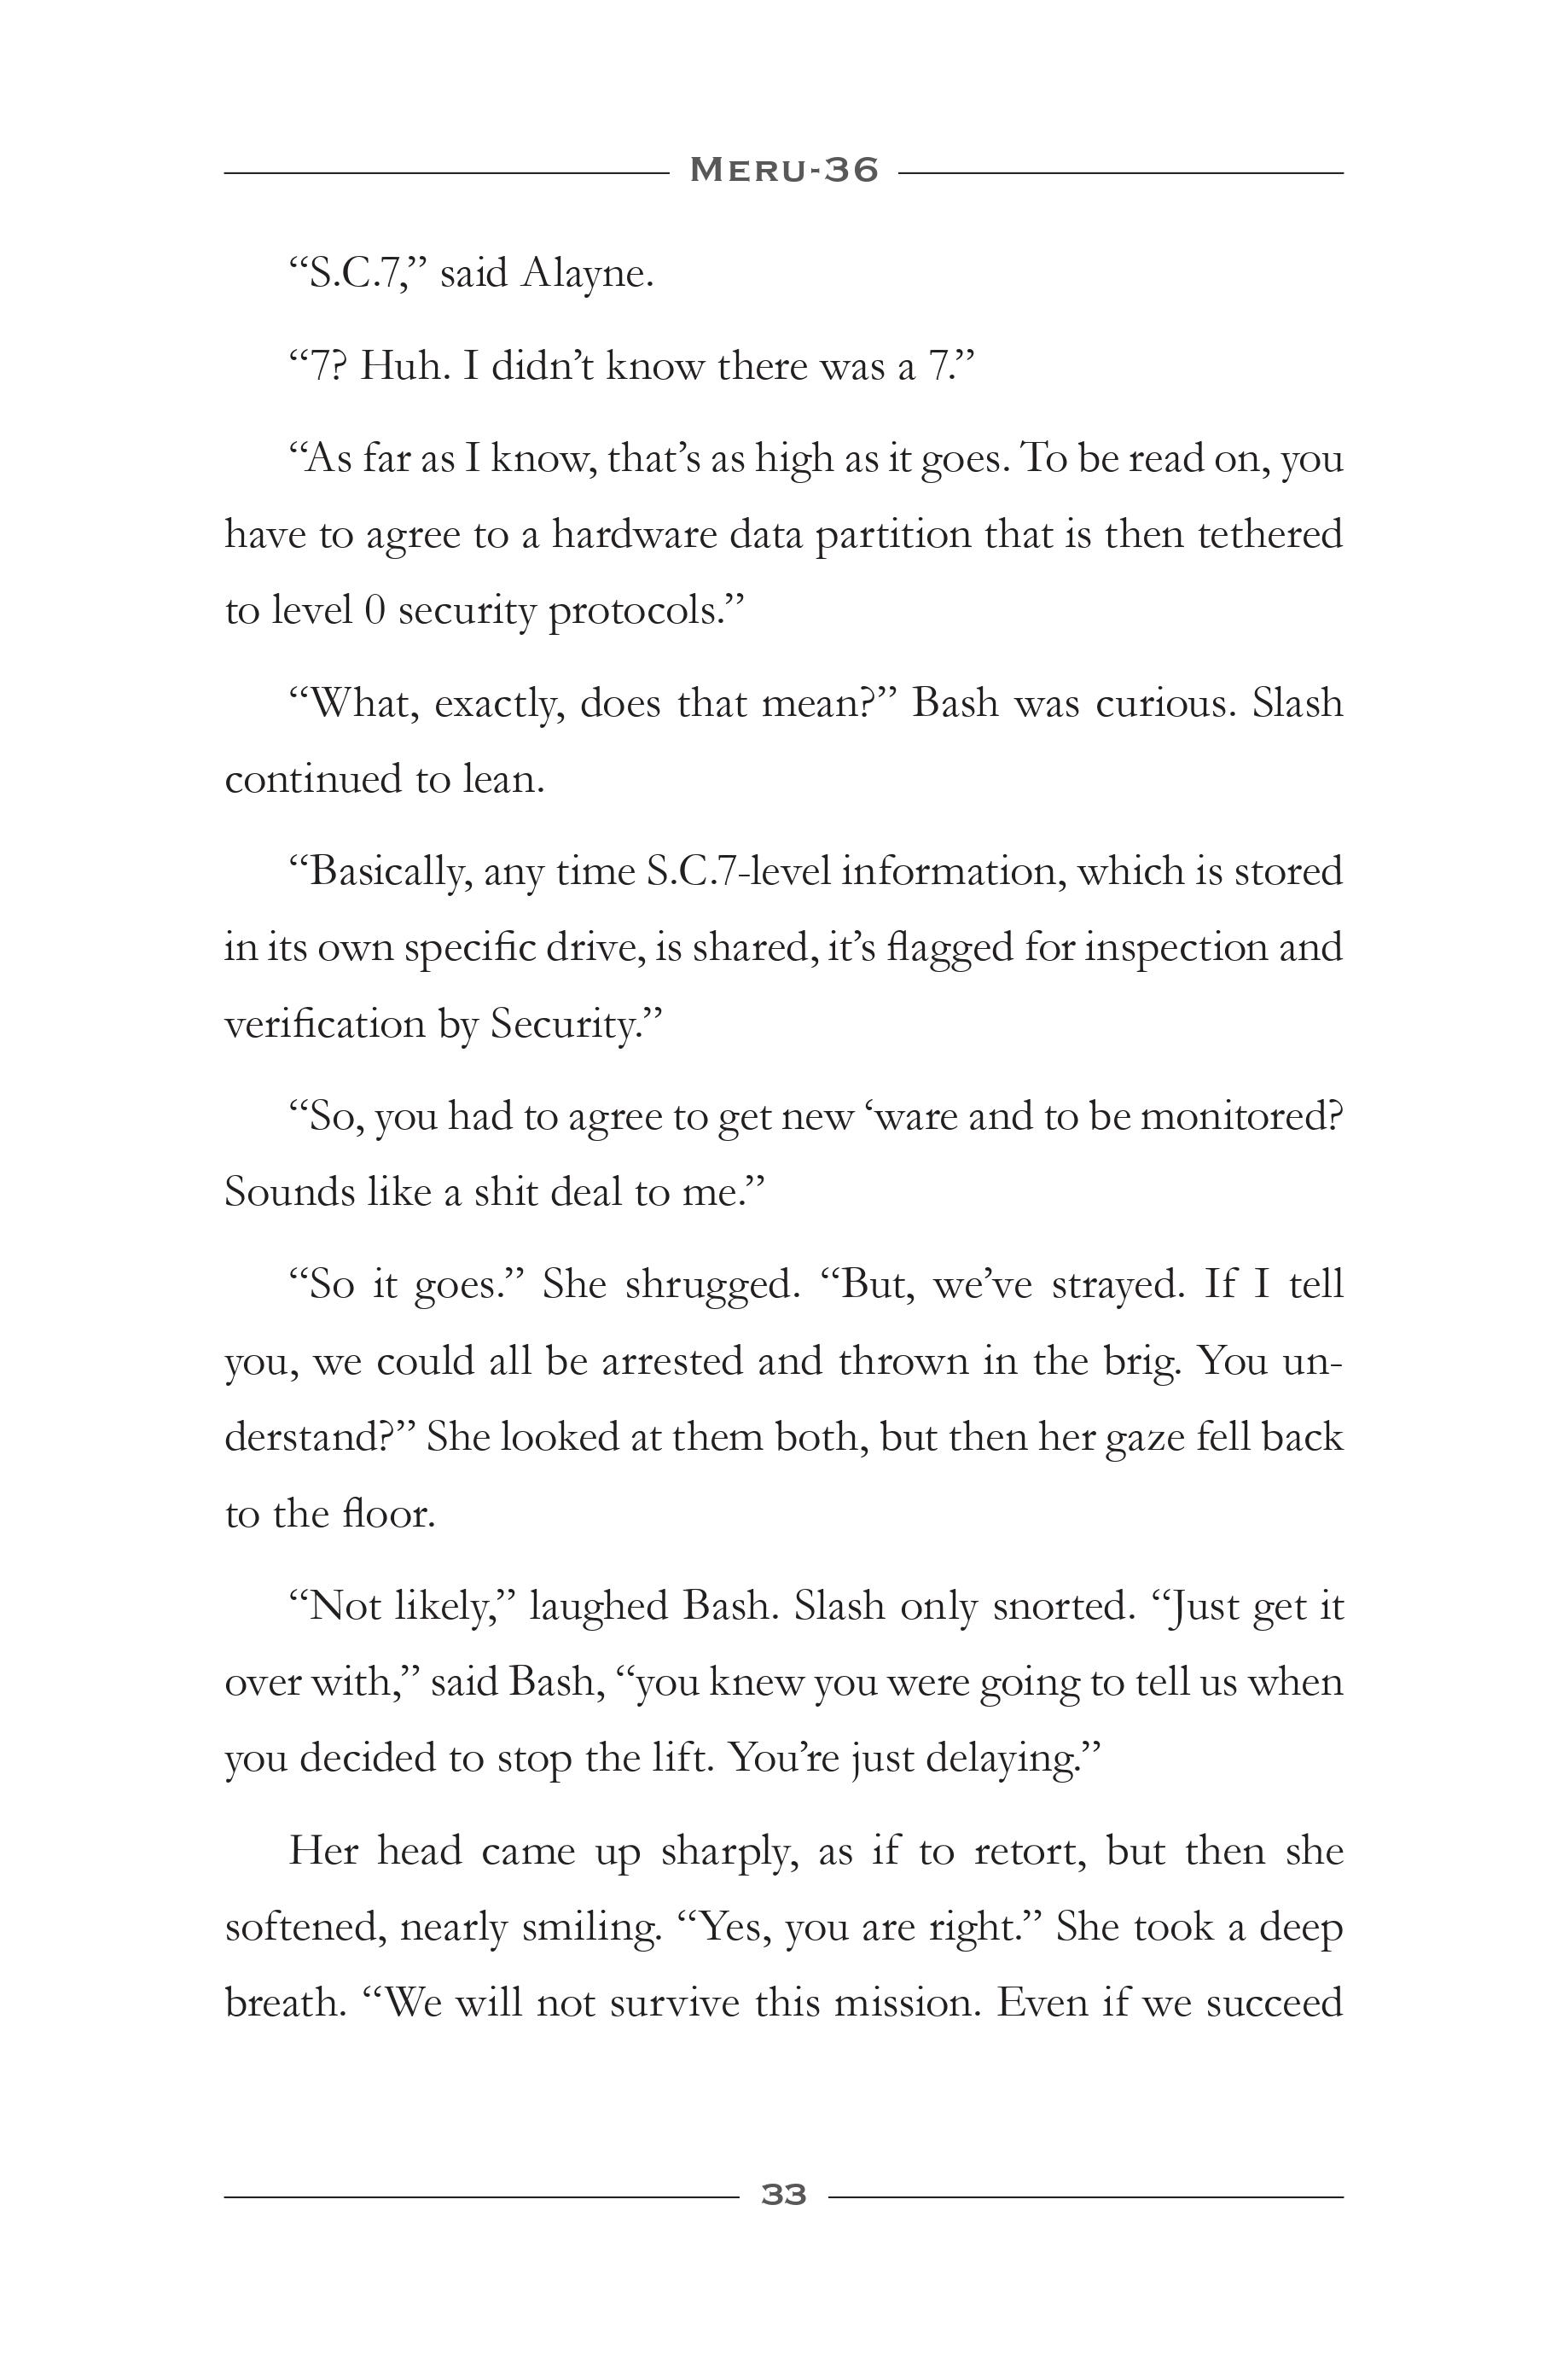 MERU-36
“S.C.7,” said Alayne.
“7? Huh. I didn’t know there was a 7.”
“As far as I know, that’s as high as it goes. To be read on, you
have to agree to a hardware data partition that is then tethered
to level 0 security protocols.”
“What, exactly, does that mean?” Bash was curious. Slash
continued to lean.
“Basically, any time S.C.7-level information, which is stored
in its own specific drive, is shared, it’s flagged for inspection and
verification by Security.”
“So, you had to agree to get new ‘ware and to be monitored?
Sounds like a shit deal to me.”
“So it goes.” She shrugged. “But, we’ve strayed. If I tell
you, we could all be arrested and thrown in the brig. You un-
derstand?” She looked at them both, but then her gaze fell back
to the floor.
“Not likely,” laughed Bash. Slash only snorted. “Just get it
over with,” said Bash, “you knew you were going to tell us when
you decided to stop the lift. You’re just delaying.”
Her head came up sharply, as if to retort, but then she
softened, nearly smiling. “Yes, you are right.” She took a deep
breath. “We will not survive this mission. Even if we succeed
33